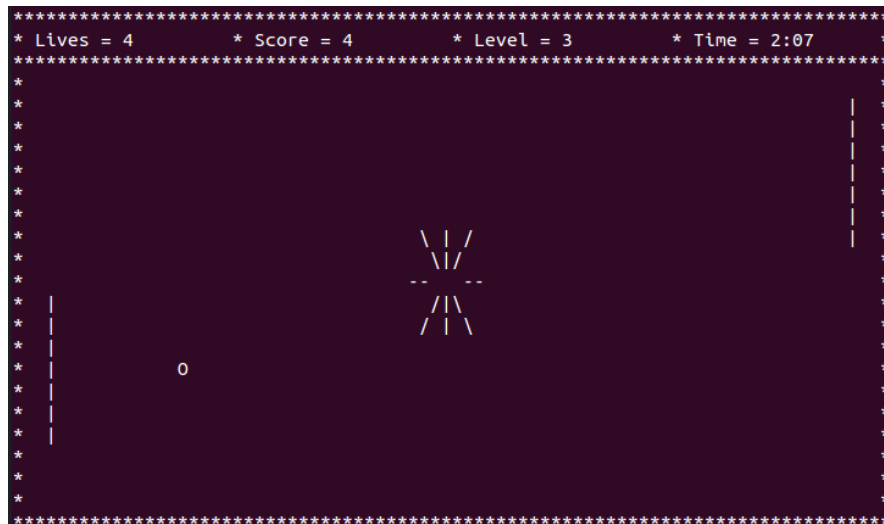 * Lives = 4 * Score = 4 * Level = 3 * Time = 2:07 *
O